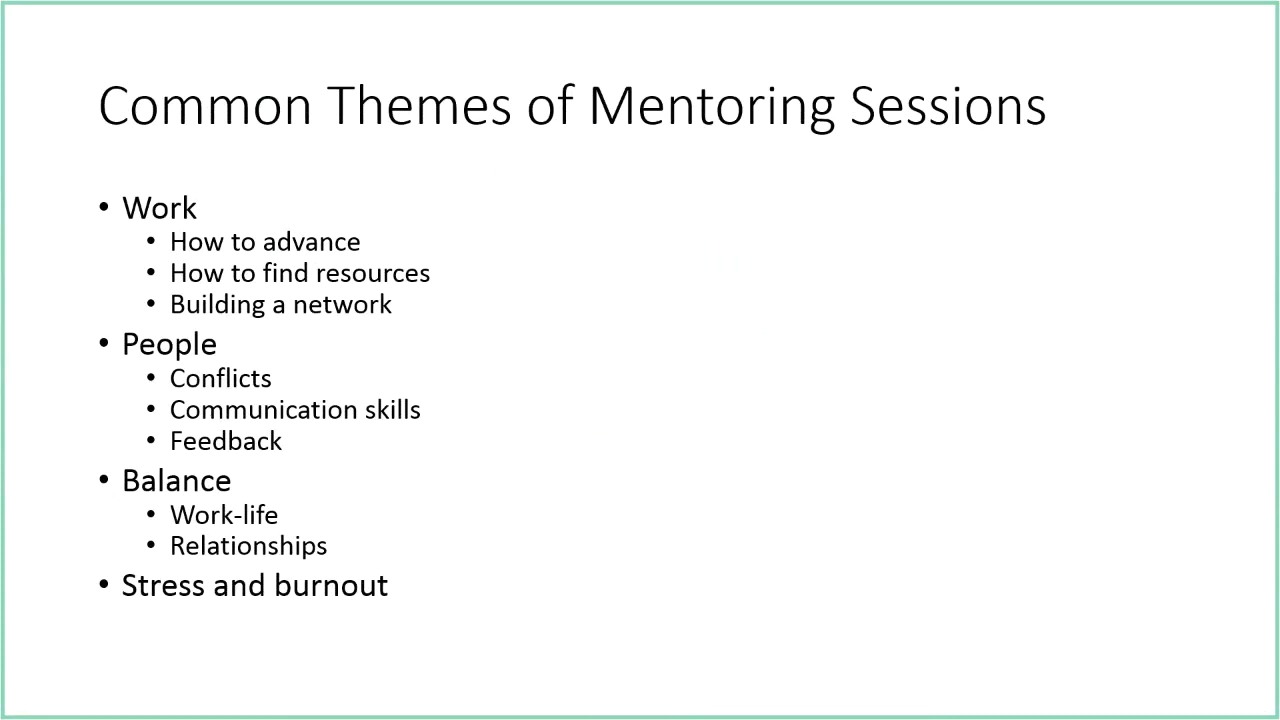 Common Themes of Mentoring Sessions
• Work
• How to advance
• How to find resources
• Building a network
• People
• Conflicts
• Communication skills
• Feedback
• Balance
• Work-life
• Relationships
• Stress and burnout